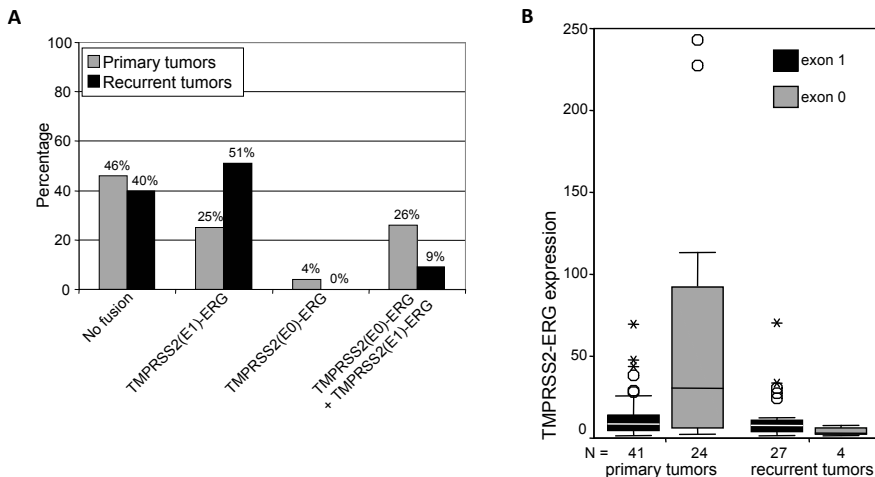 A
Percentage
100
80
60
40
20
0
Primary tumors
Recurrent tumors
46%
40%
25%
51%
4%
0%
26%
9%
No fusion
TMPRSS2(E1)-ERG
TMPRSS2(E0)-ERG
TMPRSS2(E0)-ERG
+ TMPRSS2(E1)-ERG
B
TMPRSS2-ERG expression
250
200
150
100
50
0
exon 1
exon 0
N = 41 24 27 4
primary tumors recurrent tumors